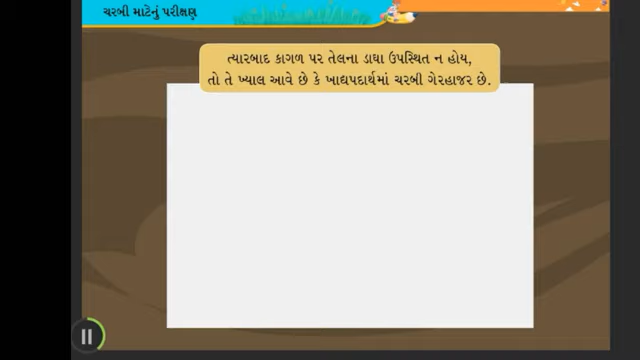 ચરબી માટેનું પરીક્ષણ
ત્યારબાદ કાગળ પર તેલના ડાઘા ઉપસ્થિત ન હોય,
તો તે ખ્યાલ આવે છે કે ખાદ્યપદાર્થમાં ચરબી ગેરહાજર છે.